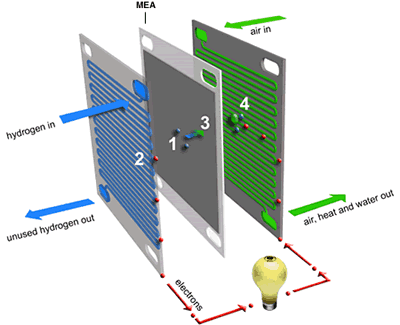 MEA
air in
hydrogen in
1
2
3
4
unused hydrogen out
air, heat and water out
electrons